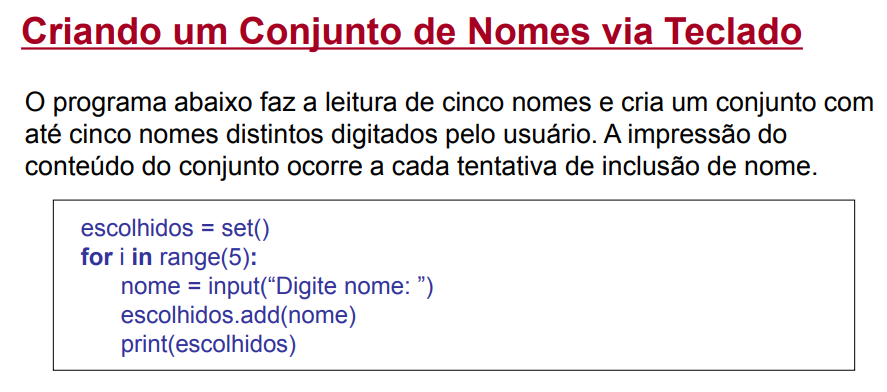 Criando um Conjunto de Nomes via Teclado
O programa abaixo faz a leitura de cinco nomes e cria um conjunto com
até cinco nomes distintos digitados pelo usuário. A impressão do
conteúdo do conjunto ocorre a cada tentativa de inclusão de nome.
escolhidos = set()
for i in range(5):
nome = input(“Digite nome: ”)
escolhidos.add(nome)
print(escolhidos)